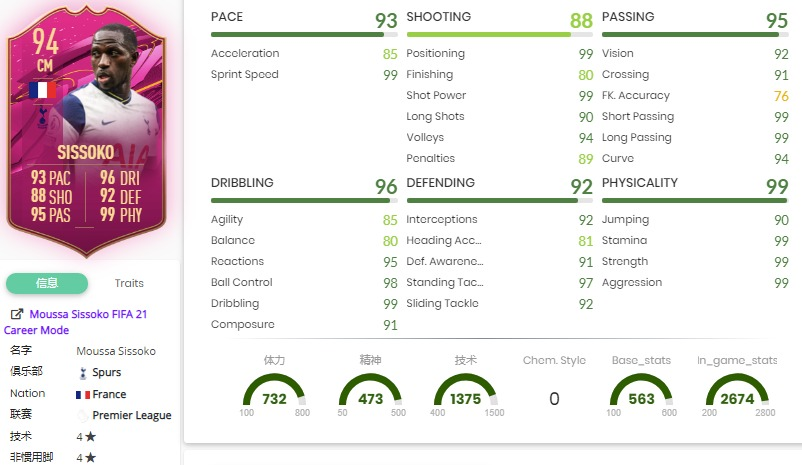 94
CM
SISSOKO
93 PAC 96 DRI
88 SHO 92 DEF
95 PAS 99 PHY
信息 Traits
Moussa Sissoko FIFA 21
Career Mode
名字 Moussa Sissoko
俱乐部 Spurs
Nation France
联赛 Premier League
技术 4★
非惯用脚 4★
PACE 93
Acceleration 85
Sprint Speed 99
SHOOTING 88
Positioning 99
Finishing 80
Shot Power 99
Long Shots 90
Volleys 94
Penalties 89
PASSING 95
Vision 92
Crossing 91
FK. Accuracy 76
Short Passing 99
Long Passing 99
Curve 94
DRIBBLING 96
Agility 85
Balance 80
Reactions 95
Ball Control 98
Dribbling 99
Composure 91
DEFENDING 92
Interceptions 92
Heading Acc... 81
Def. Awarene... 91
Standing Tac... 97
Sliding Tackle 92
PHYSICALITY 99
Jumping 90
Stamina 99
Strength 99
Aggression 99
体力 精神 技术 Chem. Style Base_stats In_game_stats
732 473 1375 0 563 2674
100 800 50 500 400 1500 100 600 200 2800